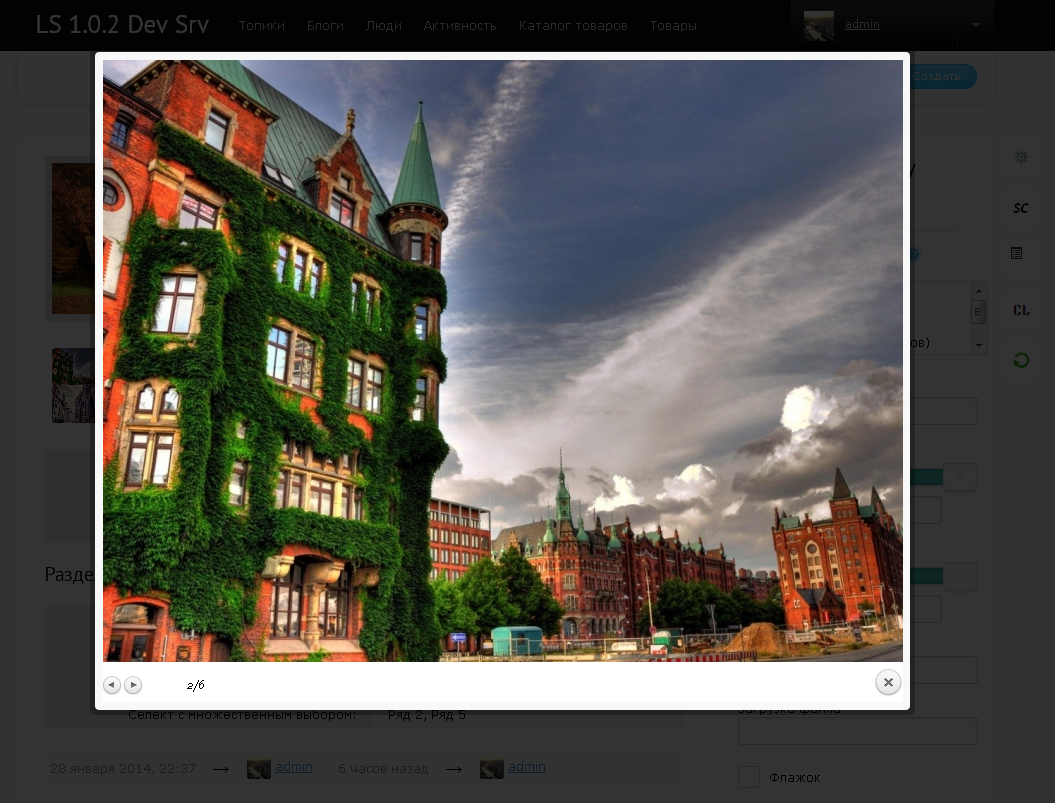 LS 1.0.2 Dev Srv Топики Блоги Люди Активность Каталог товаров Товары admin
Создать
SC
CL
ов)
Разде
2/6
Селект с множественным выбором: Ряд 2, Ряд 5
Загрузка файла
28 января 2014, 22:37 → admin 6 часов назад → admin
Флажок